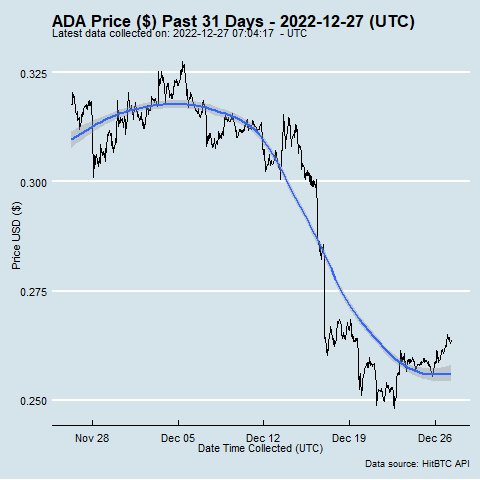 ADA Price ($) Past 31 Days - 2022-12-27 (UTC)
Latest data collected on: 2022-12-27 07:04:17 - UTC
0.325
0.300
0.275
0.250
Price USD ($)
Nov 28 Dec 05 Dec 12 Dec 19 Dec 26
Date Time Collected (UTC)
Data source: HitBTC API